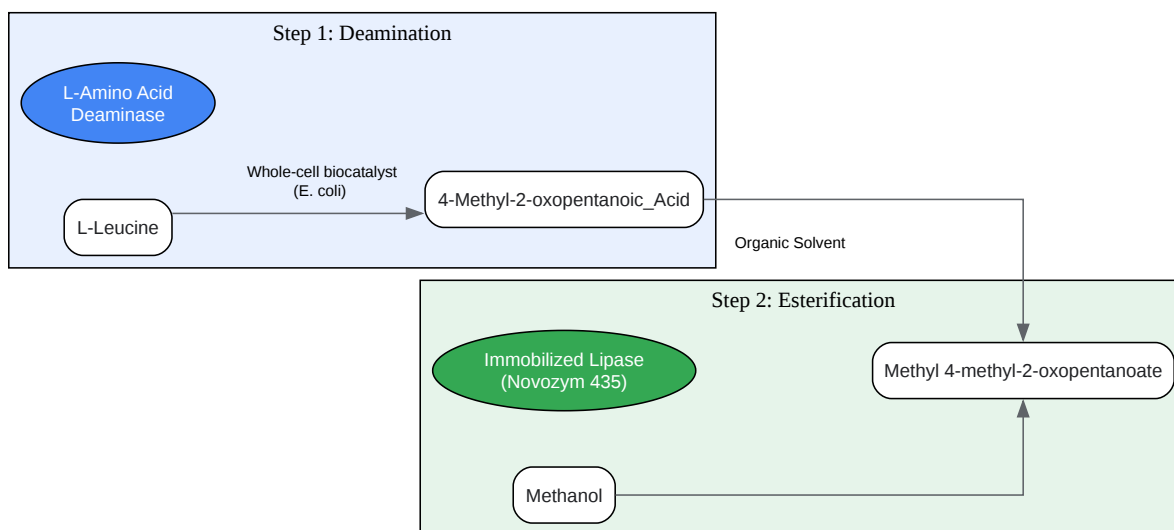 Step 1: Deamination
L-Amino Acid
Deaminase
Whole-cell biocatalyst
(E. coli)
L-Leucine
4-Methyl-2-oxopentanoic_Acid
Organic Solvent
Step 2: Esterification
Immobilized Lipase
(Novozym 435)
Methyl 4-methyl-2-oxopentanoate
Methanol